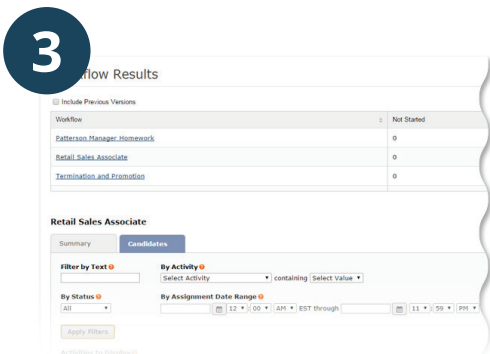 3
flow Results
Include Previous Versions
Workflow Not Started
Patterson Manager Homework 0
Retail Sales Associate 0
Termination and Promotion 0
Retail Sales Associate
Summary Candidates
Filter by Text By Activity
Select Activity containing Select Value
By Status By Assignment Date Range
All 12 : 00 AM EST through 11 : 59 PM
Apply Filters